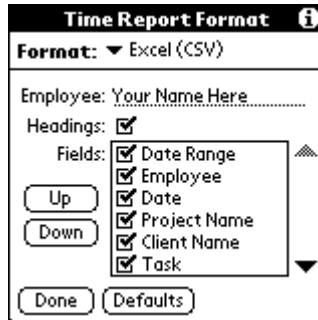 Time Report Format i
Format: Excel (CSV)
Employee: Your Name Here
Headings:
Fields: Date Range
Employee
Up Date
Project Name
Down Client Name
Task
Done Defaults